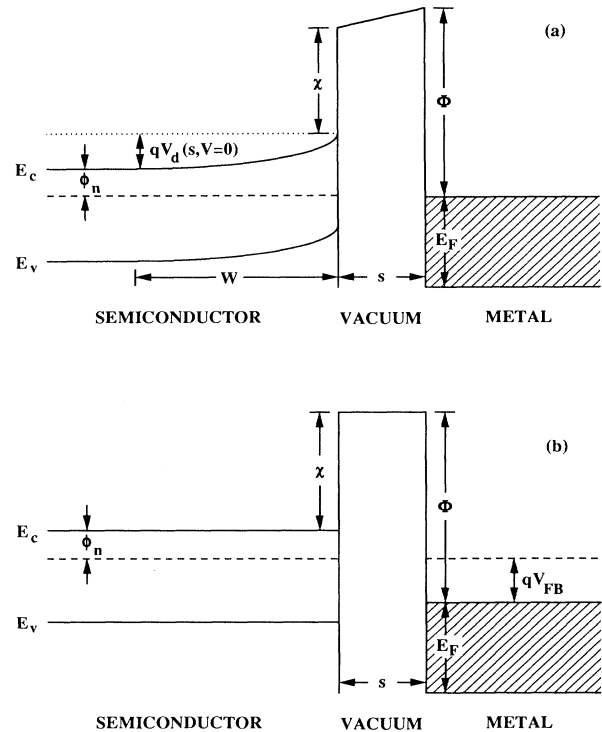 (a)
χ
Φ
qV_d (s,V=0)
E_c
ϕ_n
E_F
E_v
W
s
SEMICONDUCTOR VACUUM METAL
(b)
χ
Φ
E_c
ϕ_n
qV_FB
E_v
E_F
s
SEMICONDUCTOR VACUUM METAL